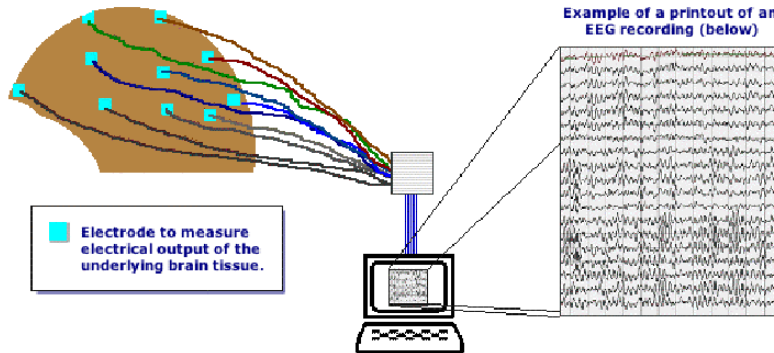 Example of a printout of an
EEG recording (below)
Electrode to measure
electrical output of the
underlying brain tissue.